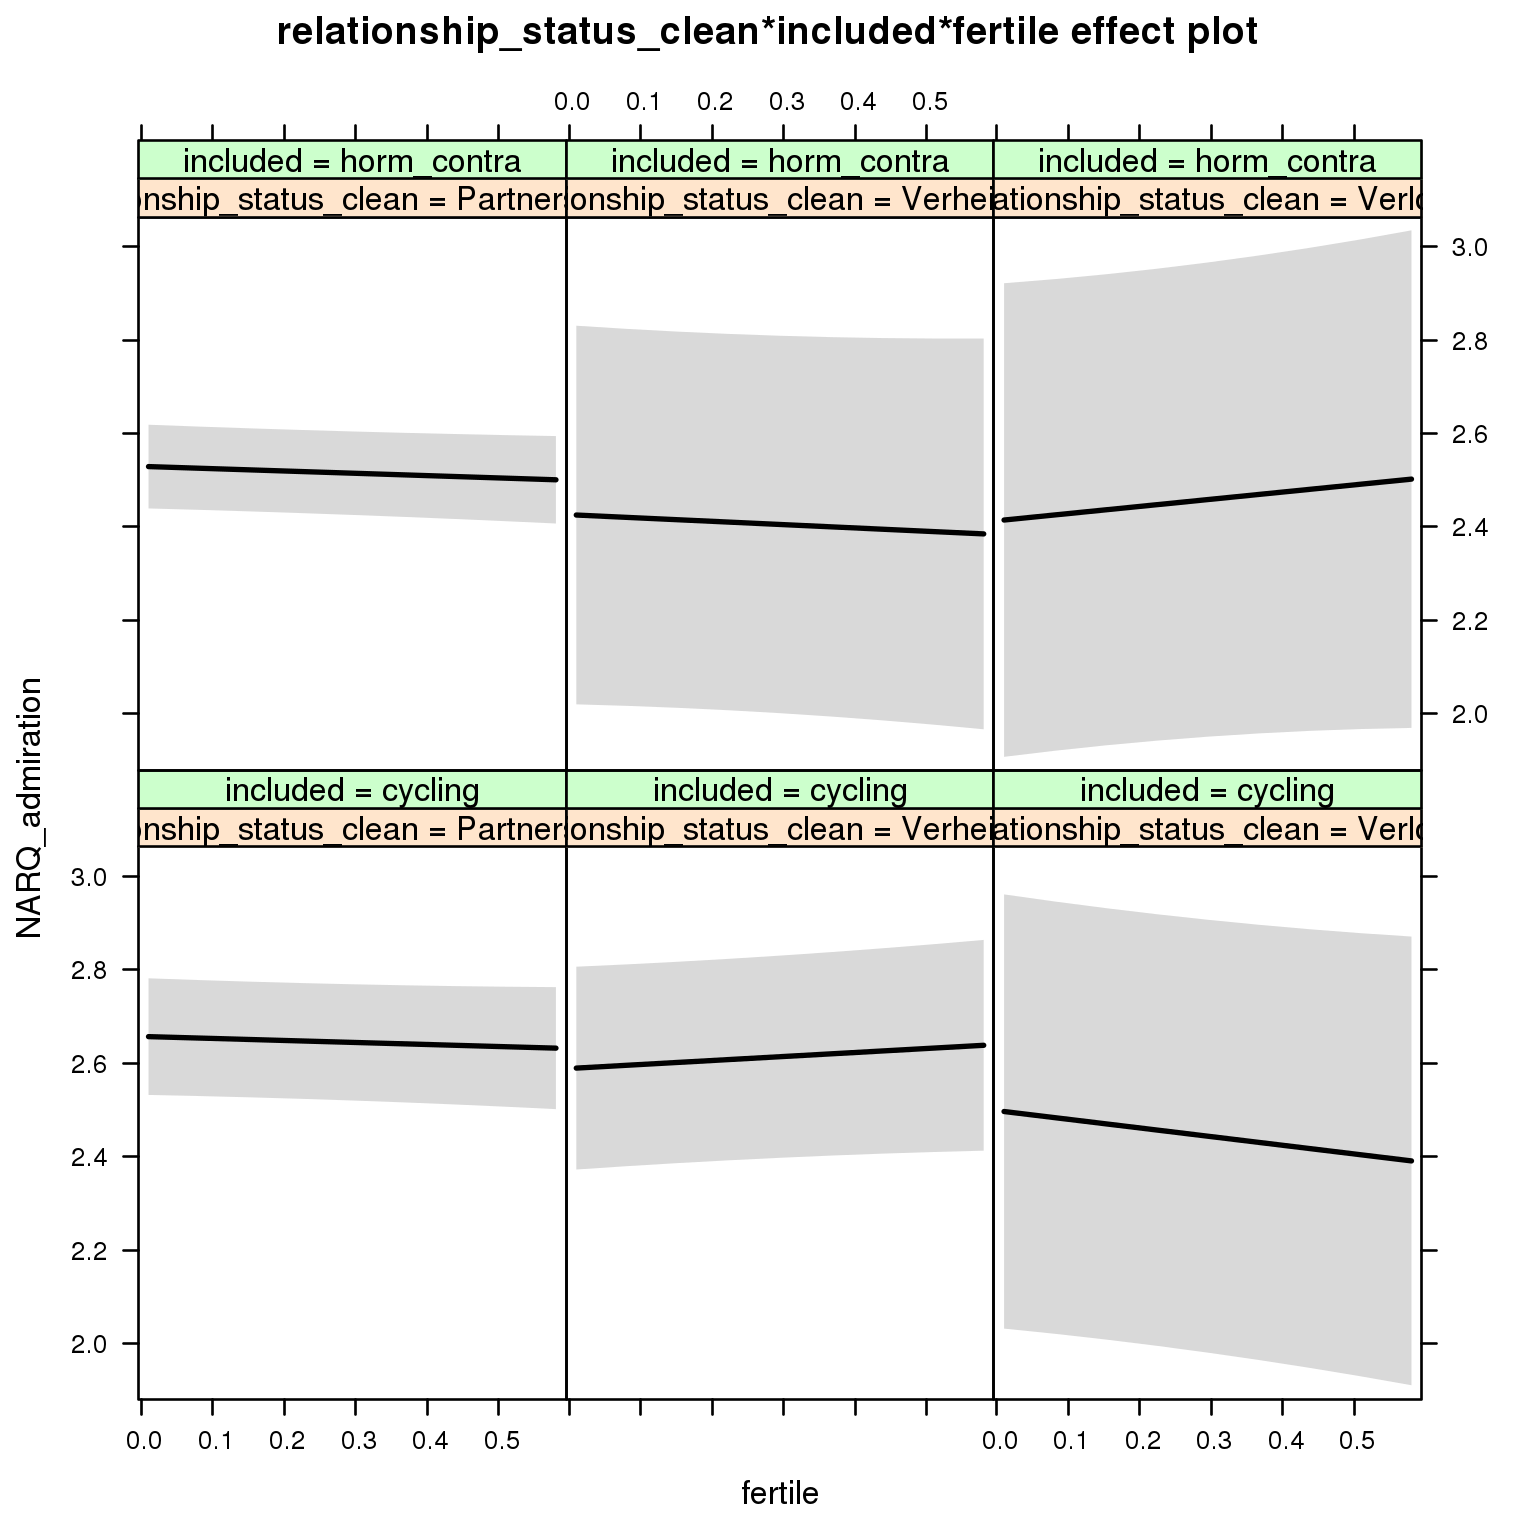 relationship_status_clean*included*fertile effect plot
0.0 0.1 0.2 0.3 0.4 0.5
included = horm_contra included = horm_contra included = horm_contra
onship_status_clean = Partners onship_status_clean = Verhei ationship_status_clean = Verlo
3.0
2.8
2.6
2.4
2.2
2.0
NARQ_admiration
included = cycling included = cycling included = cycling
onship_status_clean = Partners onship_status_clean = Verhei ationship_status_clean = Verlo
3.0
2.8
2.6
2.4
2.2
2.0
0.0 0.1 0.2 0.3 0.4 0.5 0.0 0.1 0.2 0.3 0.4 0.5
fertile